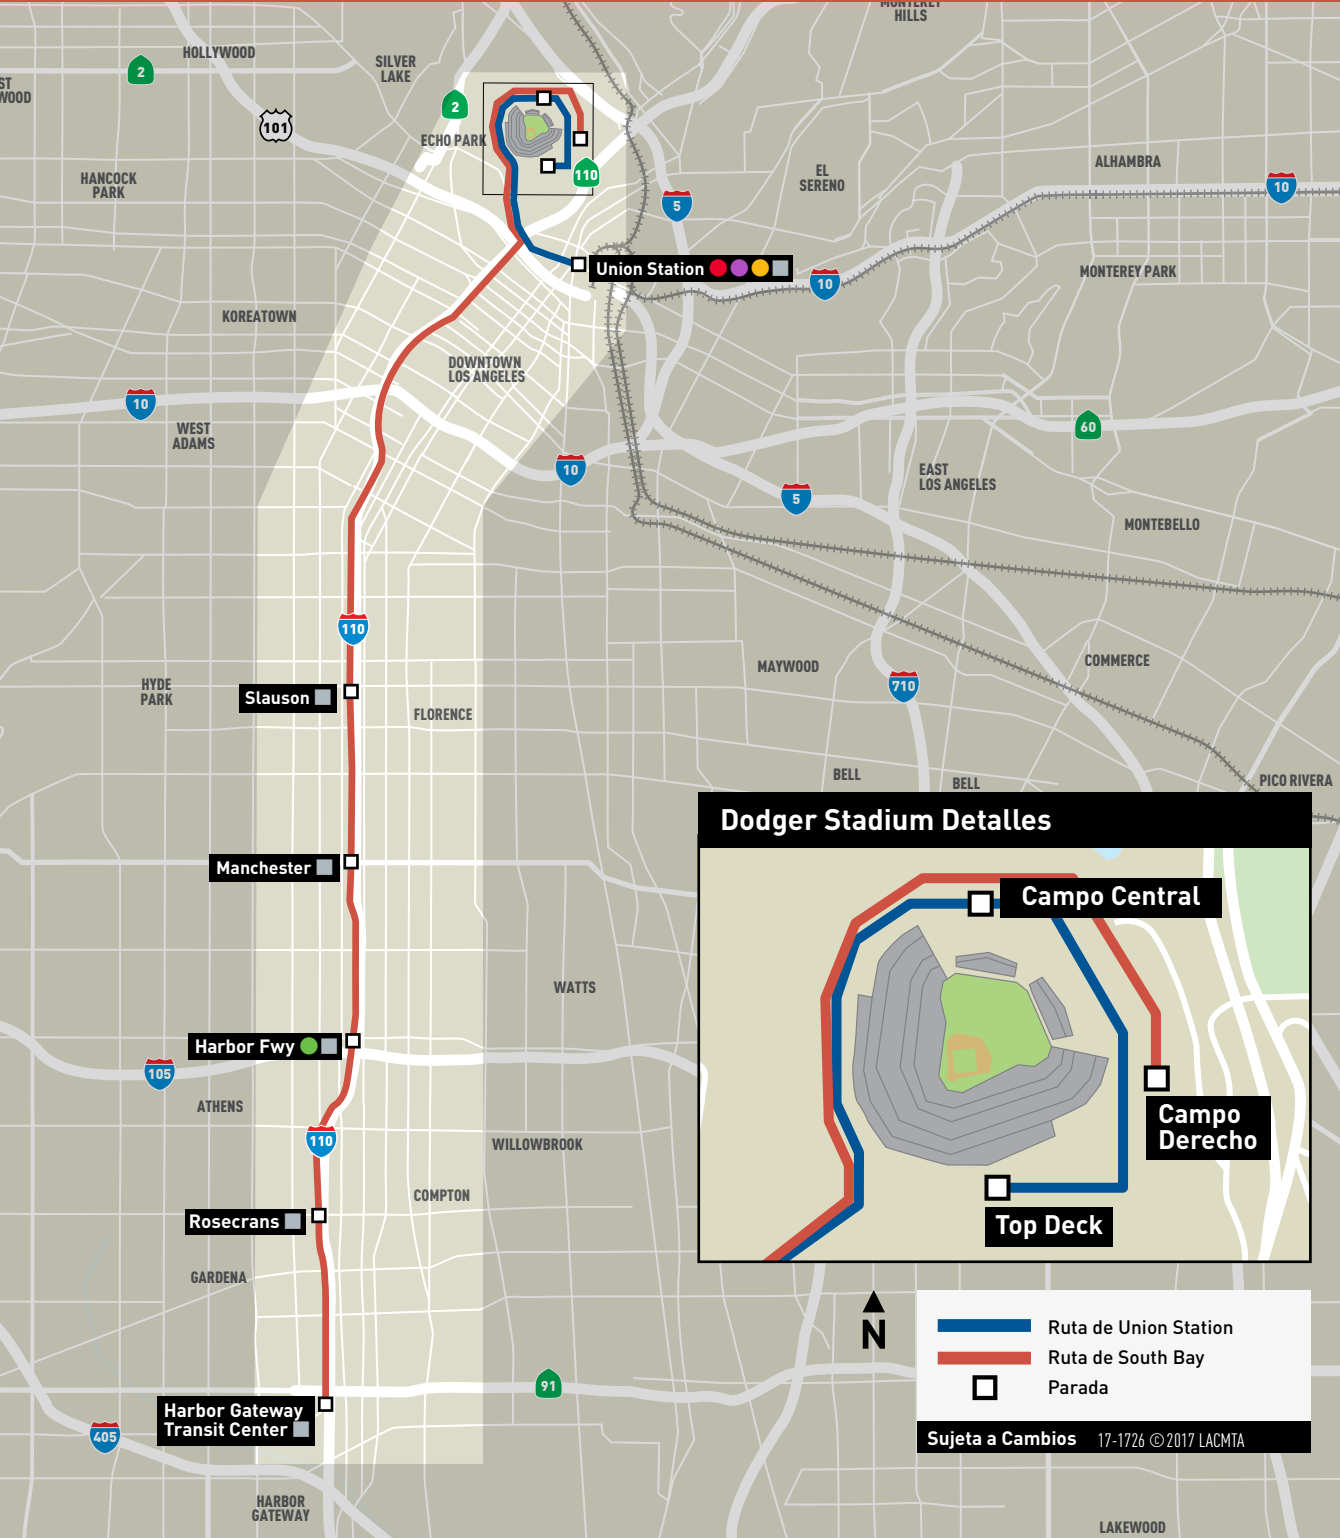 MONTEREY
HILLS
HOLLYWOOD
SILVER
LAKE
2
ST
WOOD
2
101
ECHO PARK
110
ALHAMBRA
EL
SERENO
HANCOCK
PARK
10
5
Union Station
MONTEREY PARK
10
KOREATOWN
DOWNTOWN
LOS ANGELES
10
WEST
ADAMS
60
10
EAST
LOS ANGELES
5
MONTEBELLO
110
MAYWOOD
COMMERCE
710
HYDE
PARK
Slauson
FLORENCE
BELL
BELL
PICO RIVERA
Manchester
WATTS
Harbor Fwy
105
ATHENS
110
WILLOWBROOK
COMPTON
Rosecrans
GARDENA
91
Harbor Gateway
Transit Center
405
HARBOR
GATEWAY
LAKEWOOD
Dodger Stadium Detalles
Campo Central
Campo
Derecho
Top Deck
N
Ruta de Union Station
Ruta de South Bay
Parada
Sujeta a Cambios 17-1726 ©2017 LACMTA